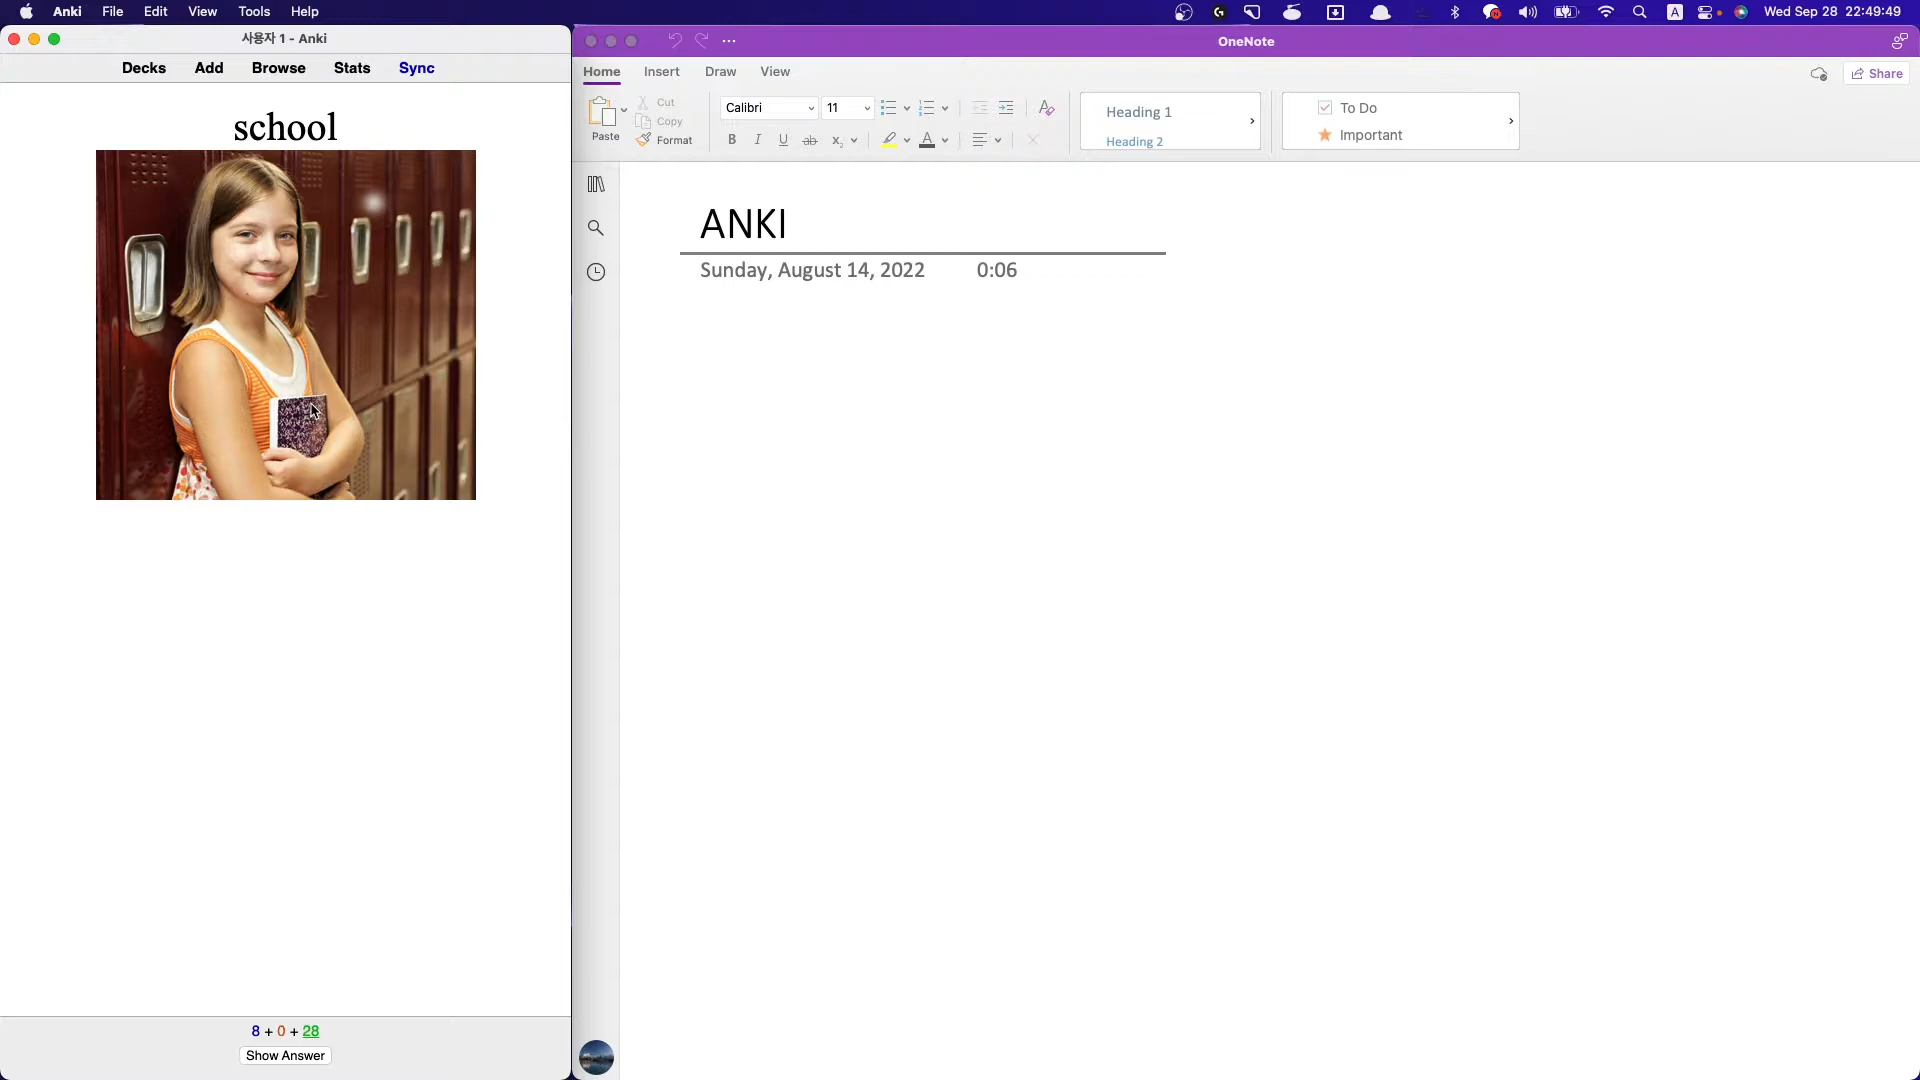 Anki File Edit View Tools Help Wed Sep 28 22:49:49
사용자 1 - Anki
Decks Add Browse Stats Sync
school
8 + 0 + 28
Show Answer
OneNote
Home Insert Draw View Share
Paste
Cut
Copy
Format
Calibri 11
B I U ab x₂ A
Heading 1
Heading 2
To Do
Important
ANKI
Sunday, August 14, 2022 0:06